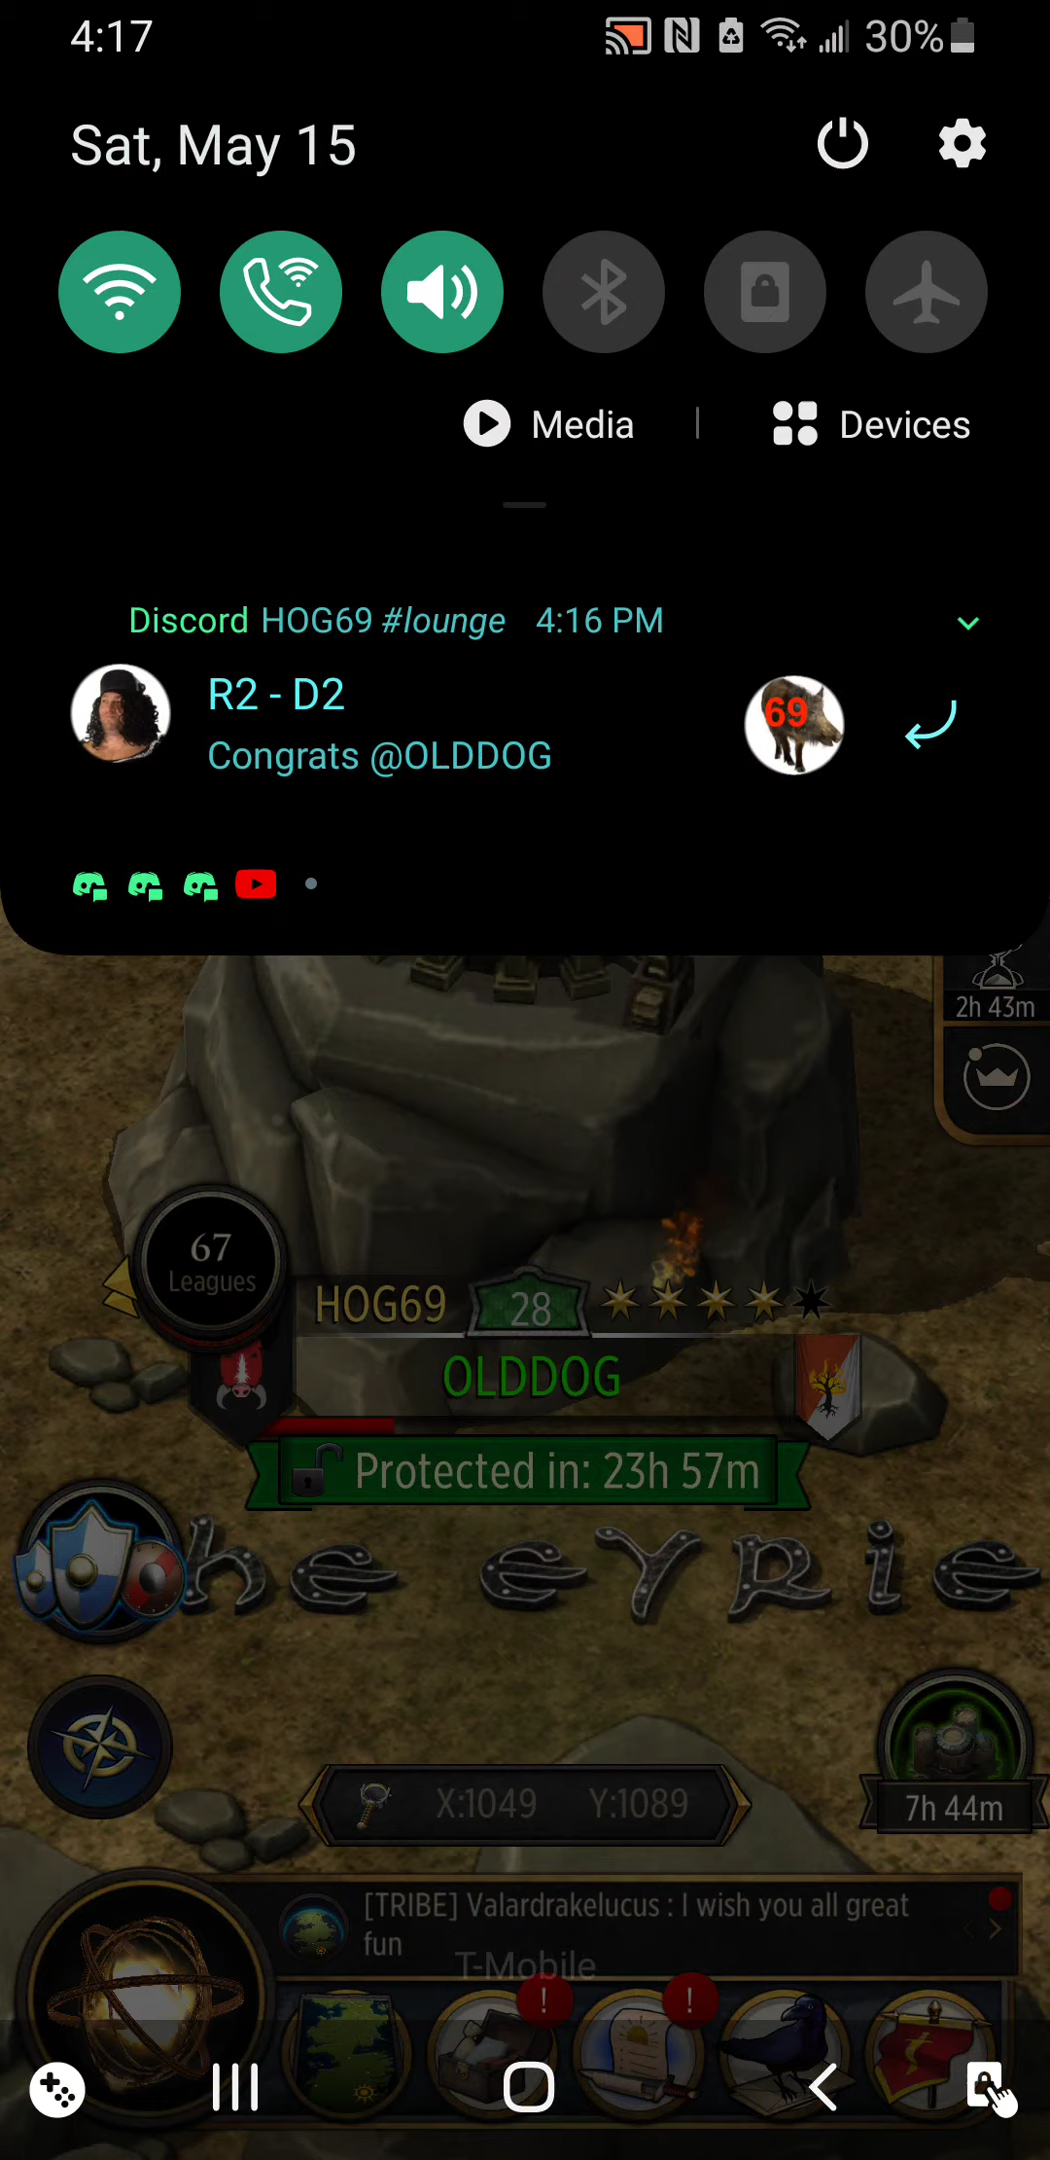 4:17
30%
Sat, May 15
Media | Devices
Discord HOG69 #lounge 4:16 PM
R2 - D2
69
Congrats @OLDDOG
2h 43m
67
Leagues
HOG69 28
OLDDOG
Protected in: 23h 57m
he eyrie
X:1049 Y:1089
7h 44m
[TRIBE] Valardrakelucus : I wish you all great
fun
T-Mobile
! !